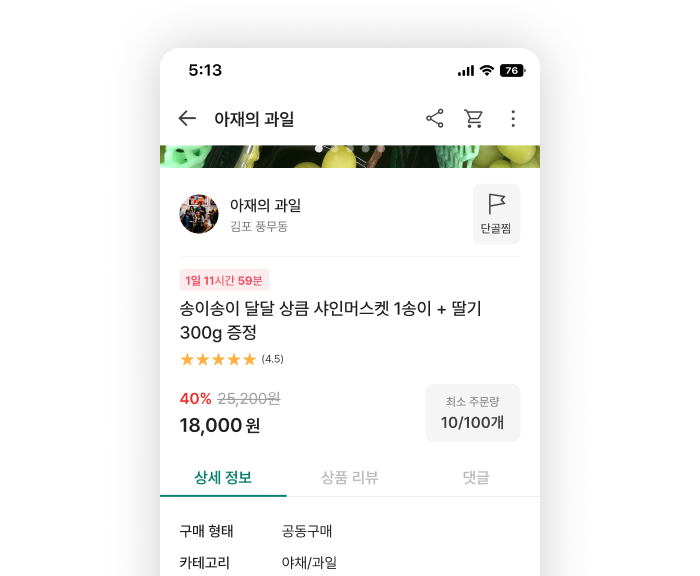 5:13
76
아재의 과일
아재의 과일
김포 풍무동
단골찜
1일 11시간 59분
송이송이 달달 상큼 샤인머스켓 1송이 + 딸기
300g 증정
(4.5)
40% 25,200원
18,000원
최소 주문량
10/100개
상세 정보
상품 리뷰
댓글
구매 형태
공동구매
카테고리
야채/과일